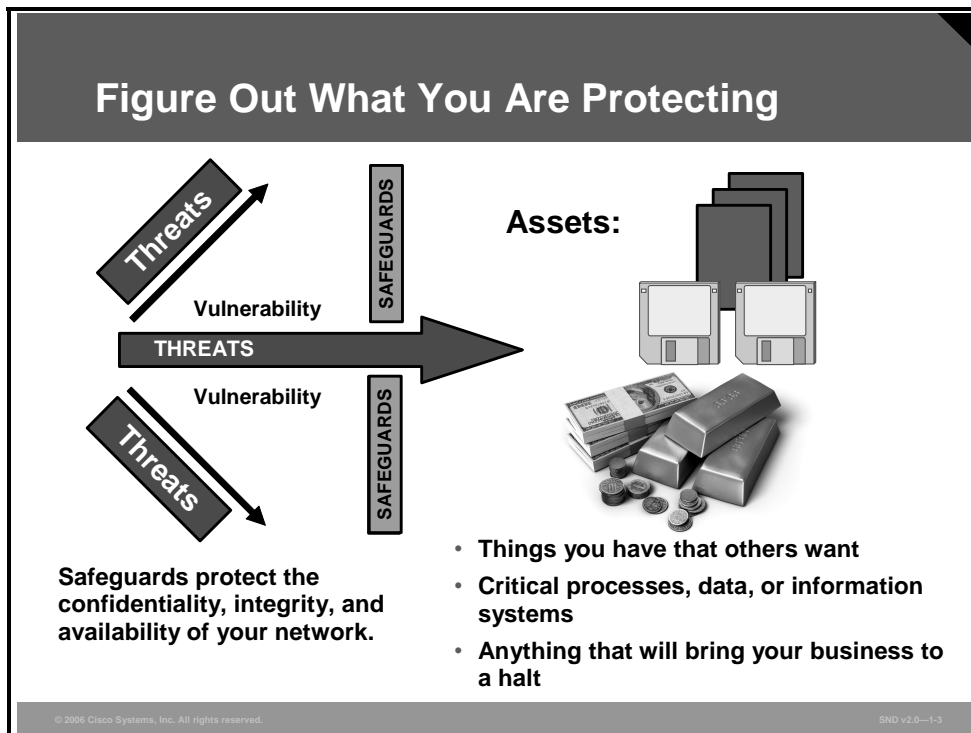 Figure Out What You Are Protecting
Threats
SAFEGUARDS
Vulnerability
THREATS
Vulnerability
Threats
SAFEGUARDS
Safeguards protect the
confidentiality, integrity, and
availability of your network.
Assets:
• Things you have that others want
• Critical processes, data, or information
systems
• Anything that will bring your business to
a halt
© 2006 Cisco Systems, Inc. All rights reserved.
SND v2.0—1-3